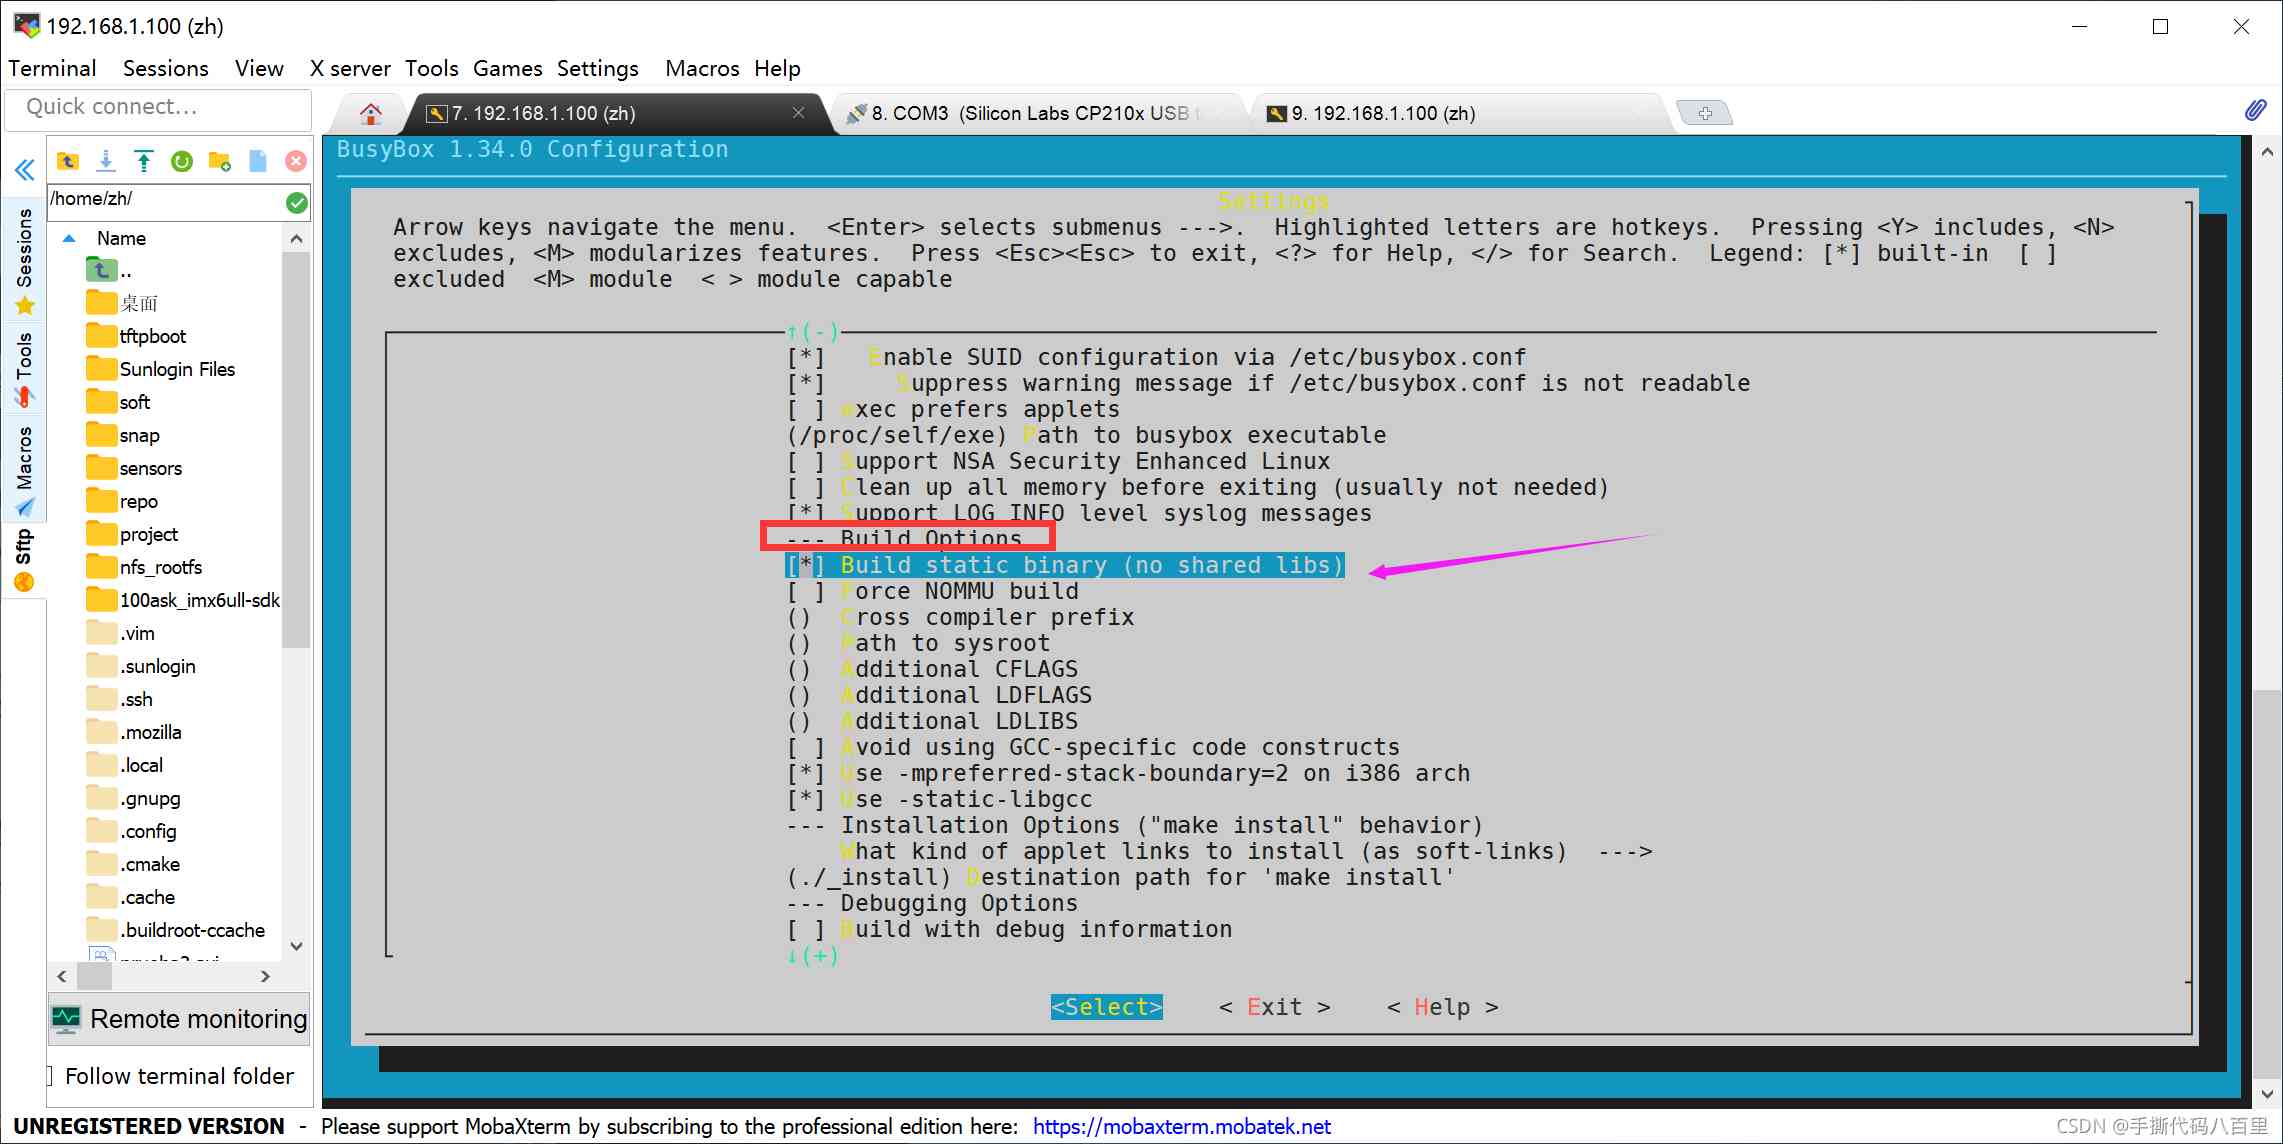 192.168.1.100 (zh)
Terminal Sessions View X server Tools Games Settings Macros Help
Quick connect...
7. 192.168.1.100 (zh)
8. COM3 (Silicon Labs CP210x USB
9. 192.168.1.100 (zh)
/home/zh/
Sessions
Tools
Macros
Sftp
Name
..
桌面
tftpboot
Sunlogin Files
soft
snap
sensors
repo
project
nfs_rootfs
100ask_imx6ull-sdk
.vim
.sunlogin
.ssh
.mozilla
.local
.gnupg
.config
.cmake
.cache
.buildroot-ccache
Remote monitoring
Follow terminal folder
BusyBox 1.34.0 Configuration
Settings
Arrow keys navigate the menu. <Enter> selects submenus --->. Highlighted letters are hotkeys. Pressing <Y> includes, <N>
excludes, <M> modularizes features. Press <Esc><Esc> to exit, <?> for Help, </> for Search. Legend: [*] built-in [ ]
excluded <M> module < > module capable
↑(-)
[*] Enable SUID configuration via /etc/busybox.conf
[*] Suppress warning message if /etc/busybox.conf is not readable
[ ] exec prefers applets
(/proc/self/exe) Path to busybox executable
[ ] Support NSA Security Enhanced Linux
[ ] Clean up all memory before exiting (usually not needed)
[*] Support LOG_INFO level syslog messages
--- Build Options
[*] Build static binary (no shared libs)
[ ] Force NOMMU build
() Cross compiler prefix
() Path to sysroot
() Additional CFLAGS
() Additional LDFLAGS
() Additional LDLIBS
[ ] Avoid using GCC-specific code constructs
[*] Use -mpreferred-stack-boundary=2 on i386 arch
[*] Use -static-libgcc
--- Installation Options ("make install" behavior)
What kind of applet links to install (as soft-links) --->
(./_install) Destination path for 'make install'
--- Debugging Options
[ ] Build with debug information
↓(+)
<Select> < Exit > < Help >
UNREGISTERED VERSION - Please support MobaXterm by subscribing to the professional edition here: https://mobaxterm.mobatek.net
CSDN @手撕代码八百里